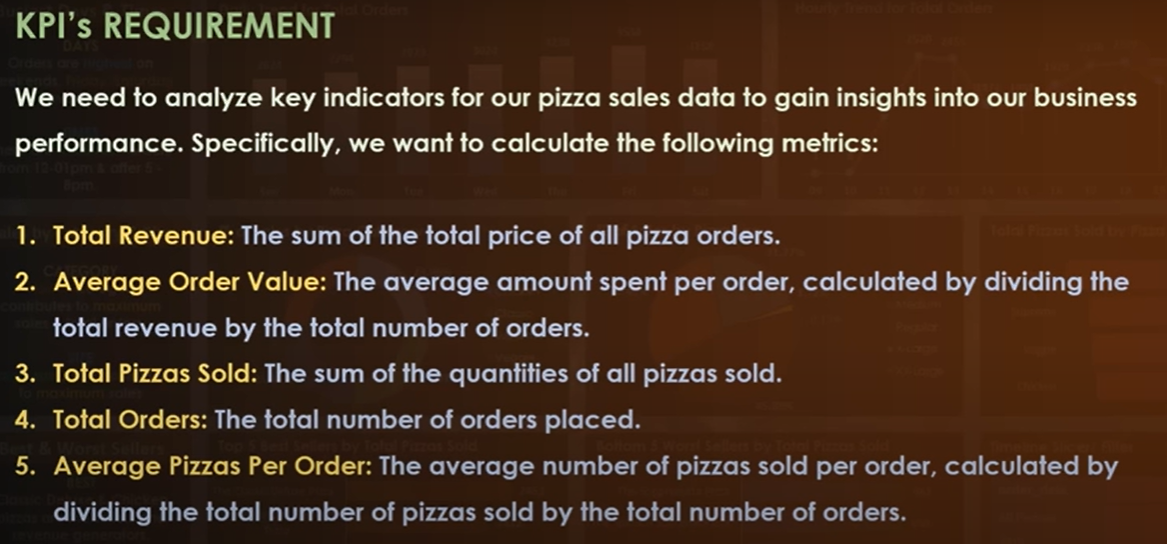 KPI's REQUIREMENT
We need to analyze key indicators for our pizza sales data to gain insights into our business
performance. Specifically, we want to calculate the following metrics:
1. Total Revenue: The sum of the total price of all pizza orders.
2. Average Order Value: The average amount spent per order, calculated by dividing the
total revenue by the total number of orders.
3. Total Pizzas Sold: The sum of the quantities of all pizzas sold.
4. Total Orders: The total number of orders placed.
5. Average Pizzas Per Order: The average number of pizzas sold per order, calculated by
dividing the total number of pizzas sold by the total number of orders.